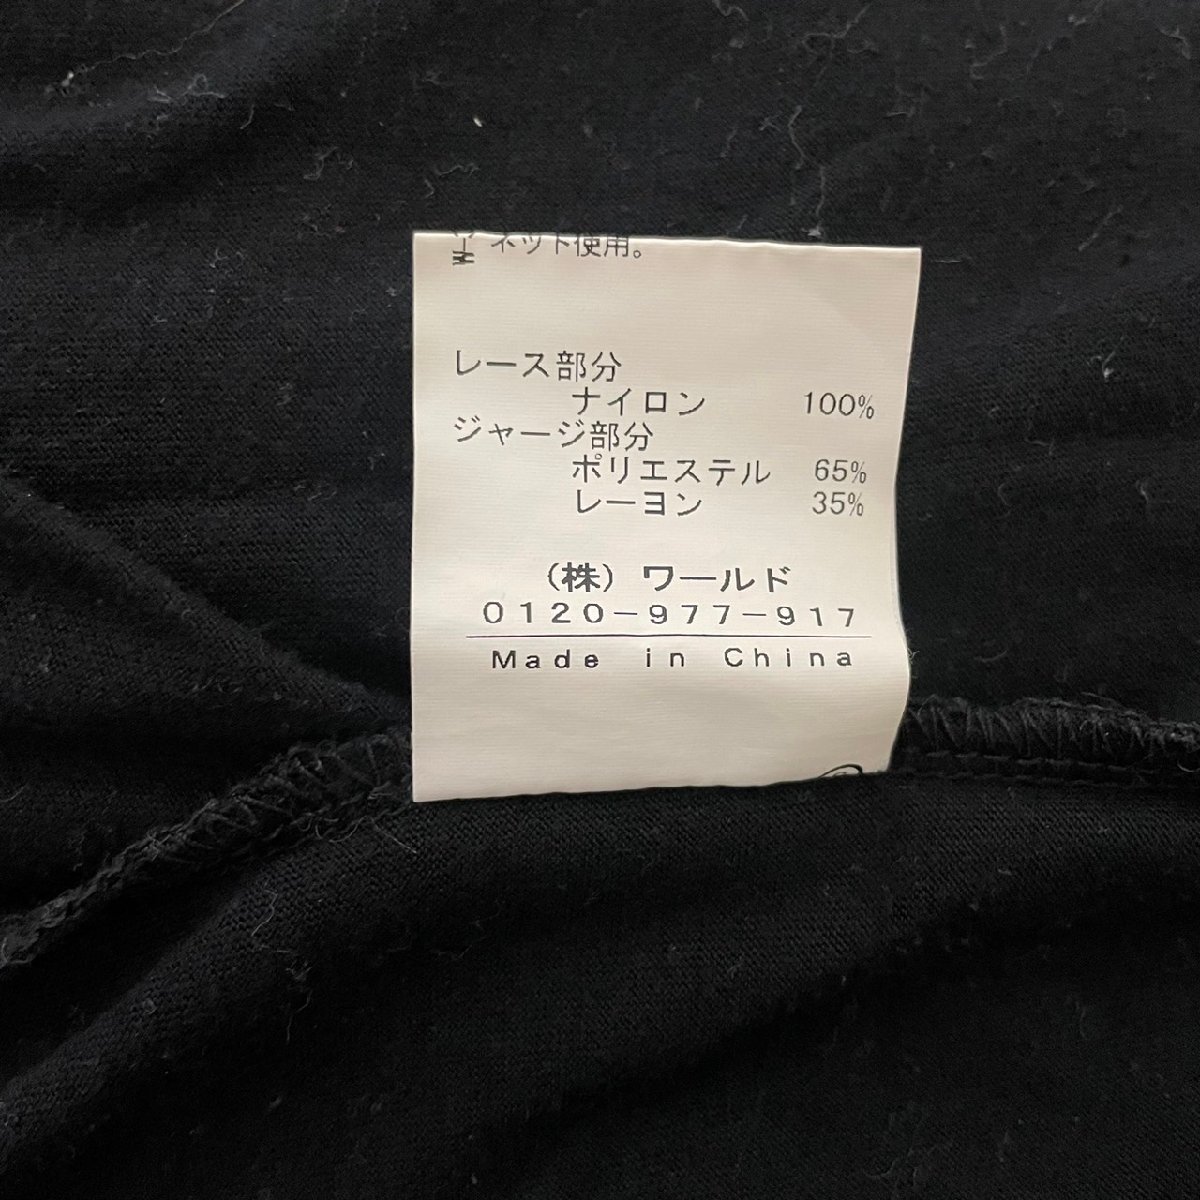 ネット使用。
レース部分
ナイロン 100%
ジャージ部分
ポリエステル 65%
レーヨン 35%
(株) ワールド
0120-977-917
Made in China